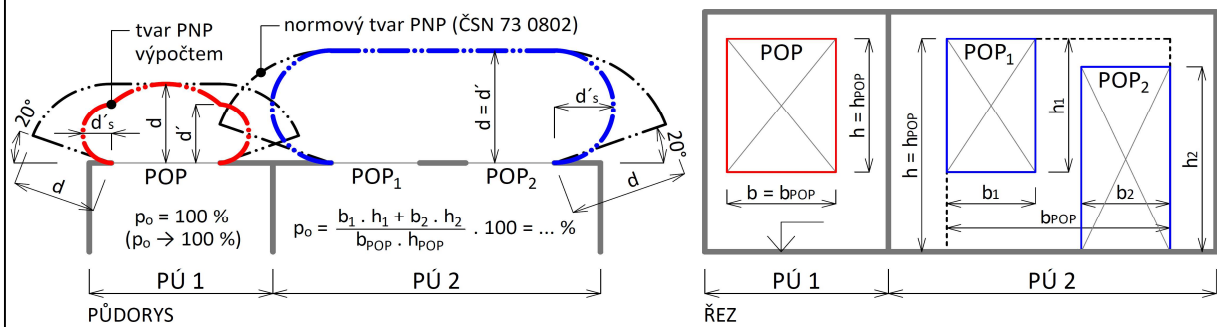 tvar PNP
výpočtem
normový tvar PNP (ČSN 73 0802)
20°
d´s
d
d´
d = d´
d´s
20°
d
d
POP
POP1
POP2
po = 100 %
(po → 100 %)
po = b1 . h1 + b2 . h2 / bPOP . hPOP . 100 = ... %
PÚ 1
PÚ 2
PŮDORYS
POP
h = hPOP
b = bPOP
POP1
POP2
h = hPOP
h1
h2
b1
b2
bPOP
PÚ 1
PÚ 2
ŘEZ